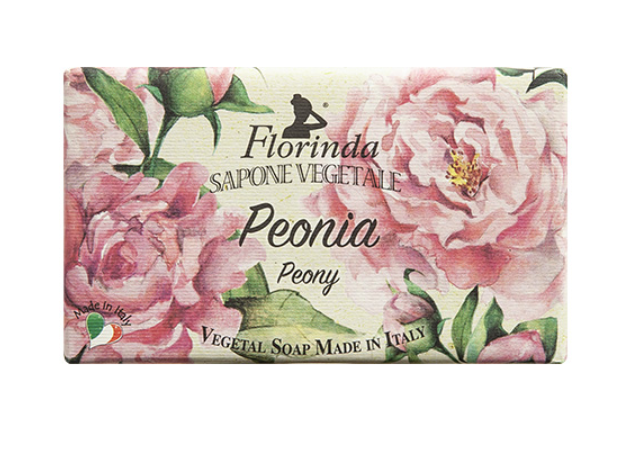 ®
Florinda
SAPONE VEGETALE
Peonia
Peony
Made in Italy
VEGETAL SOAP MADE IN ITALY